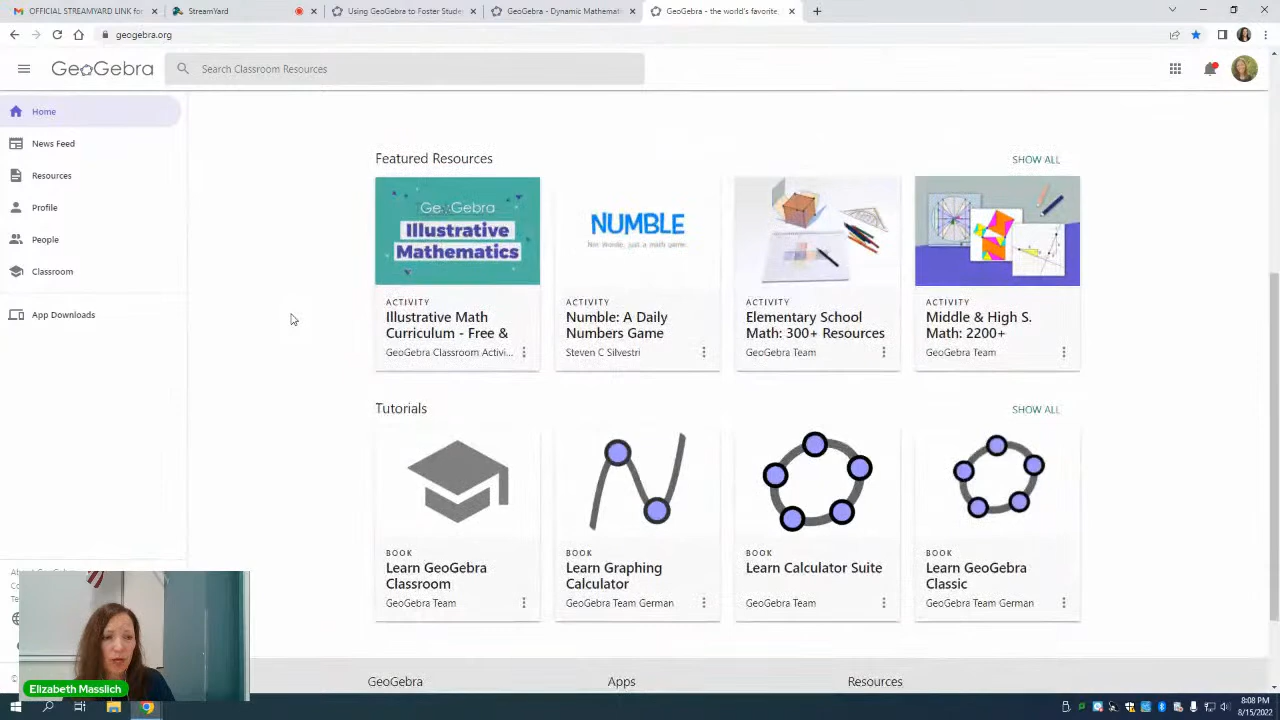 OFFICIAL STREAMYARD LINK for
StreamYard
Using GeoGebra to Foster Stude
GeoGebra - Dynamic Mathemati
GeoGebra - the world's favorite,
geogebra.org
GeoGebra
Search Classroom Resources
Home
News Feed
Resources
Profile
People
Classroom
App Downloads
Featured Resources
SHOW ALL
GeoGebra
Illustrative
Mathematics
ACTIVITY
Illustrative Math
Curriculum - Free &
GeoGebra Classroom Activi...
NUMBLE
Not Wordle, just a math game.
ACTIVITY
Numble: A Daily
Numbers Game
Steven C Silvestri
ACTIVITY
Elementary School
Math: 300+ Resources
GeoGebra Team
ACTIVITY
Middle & High S.
Math: 2200+
GeoGebra Team
Tutorials
SHOW ALL
BOOK
Learn GeoGebra
Classroom
GeoGebra Team
BOOK
Learn Graphing
Calculator
GeoGebra Team German
BOOK
Learn Calculator Suite
GeoGebra Team
BOOK
Learn GeoGebra
Classic
GeoGebra Team German
Elizabeth Masslich
GeoGebra
Apps
Resources
8:08 PM
8/15/2022